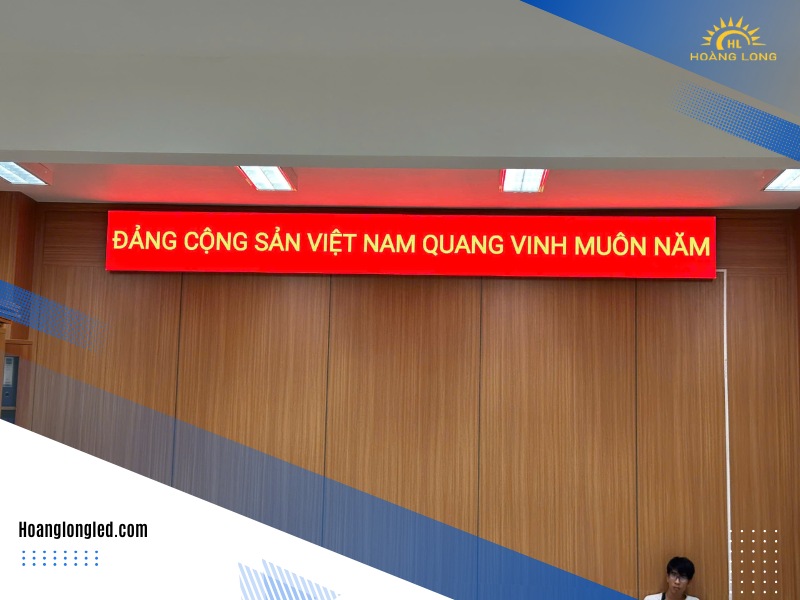 HL
HOÀNG LONG
ĐẢNG CỘNG SẢN VIỆT NAM QUANG VINH MUÔN NĂM
Hoanglongled.com